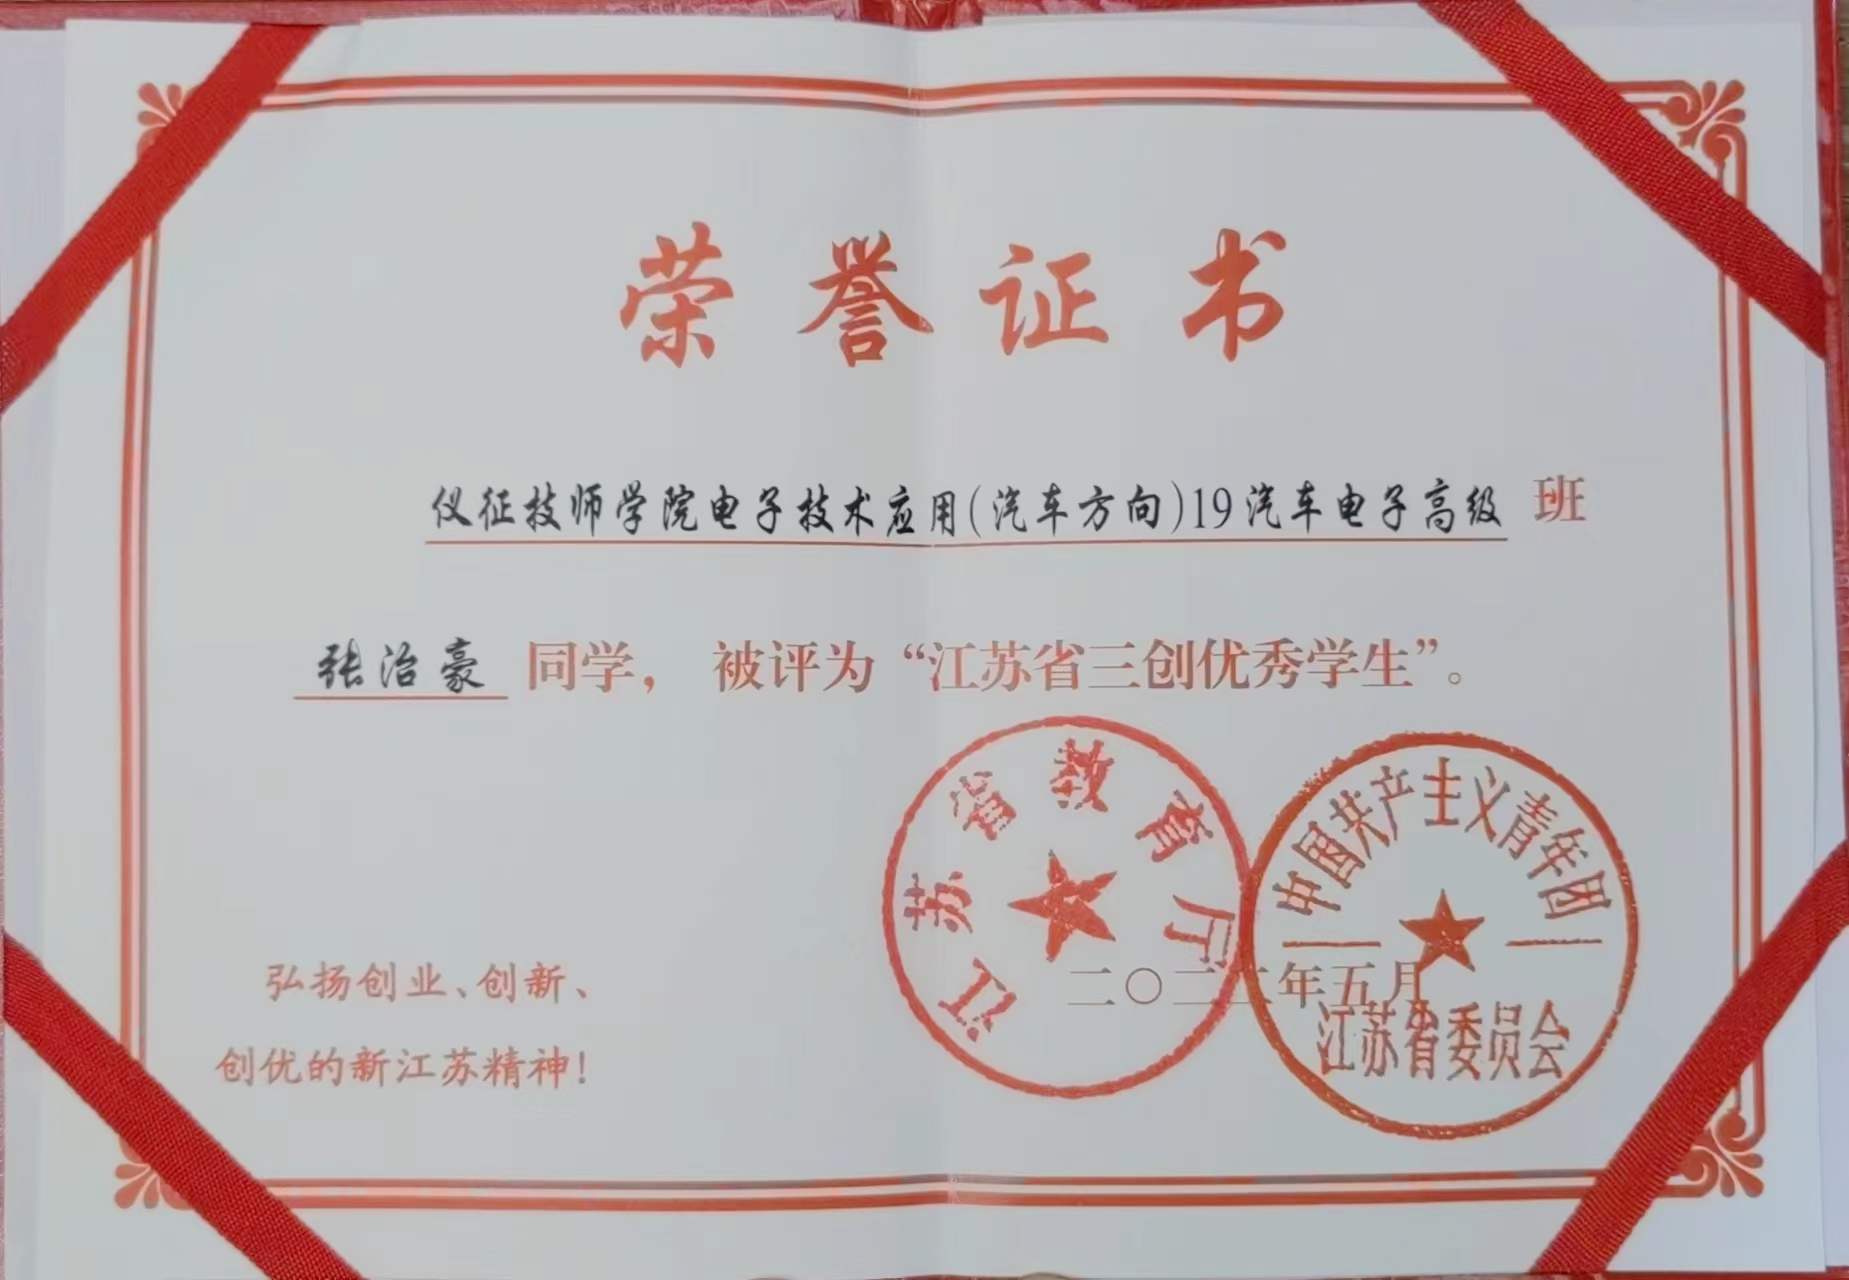 荣誉证书
仪征技师学院电子技术应用(汽车方向)19汽车电子高级 班
张治豪 同学， 被评为“江苏省三创优秀学生”。
江苏省教育厅
中国共产主义青年团
江苏省委员会
二〇二二年五月
弘扬创业、创新、
创优的新江苏精神！